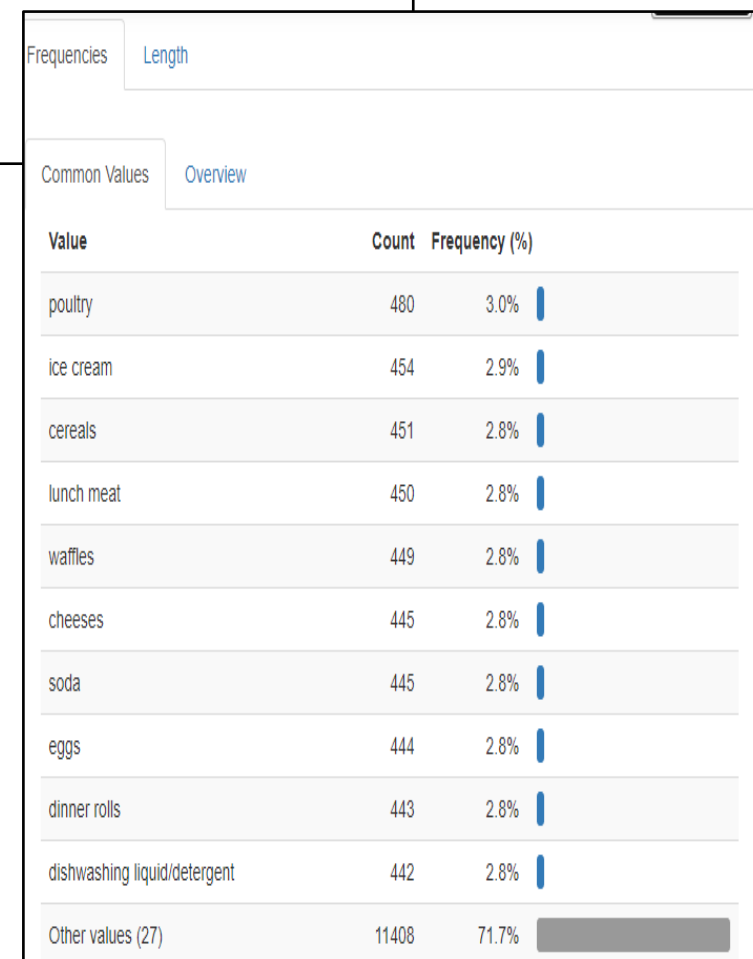 Frequencies Length
Common Values Overview
Value Count Frequency (%)
poultry 480 3.0%
ice cream 454 2.9%
cereals 451 2.8%
lunch meat 450 2.8%
waffles 449 2.8%
cheeses 445 2.8%
soda 445 2.8%
eggs 444 2.8%
dinner rolls 443 2.8%
dishwashing liquid/detergent 442 2.8%
Other values (27) 11408 71.7%